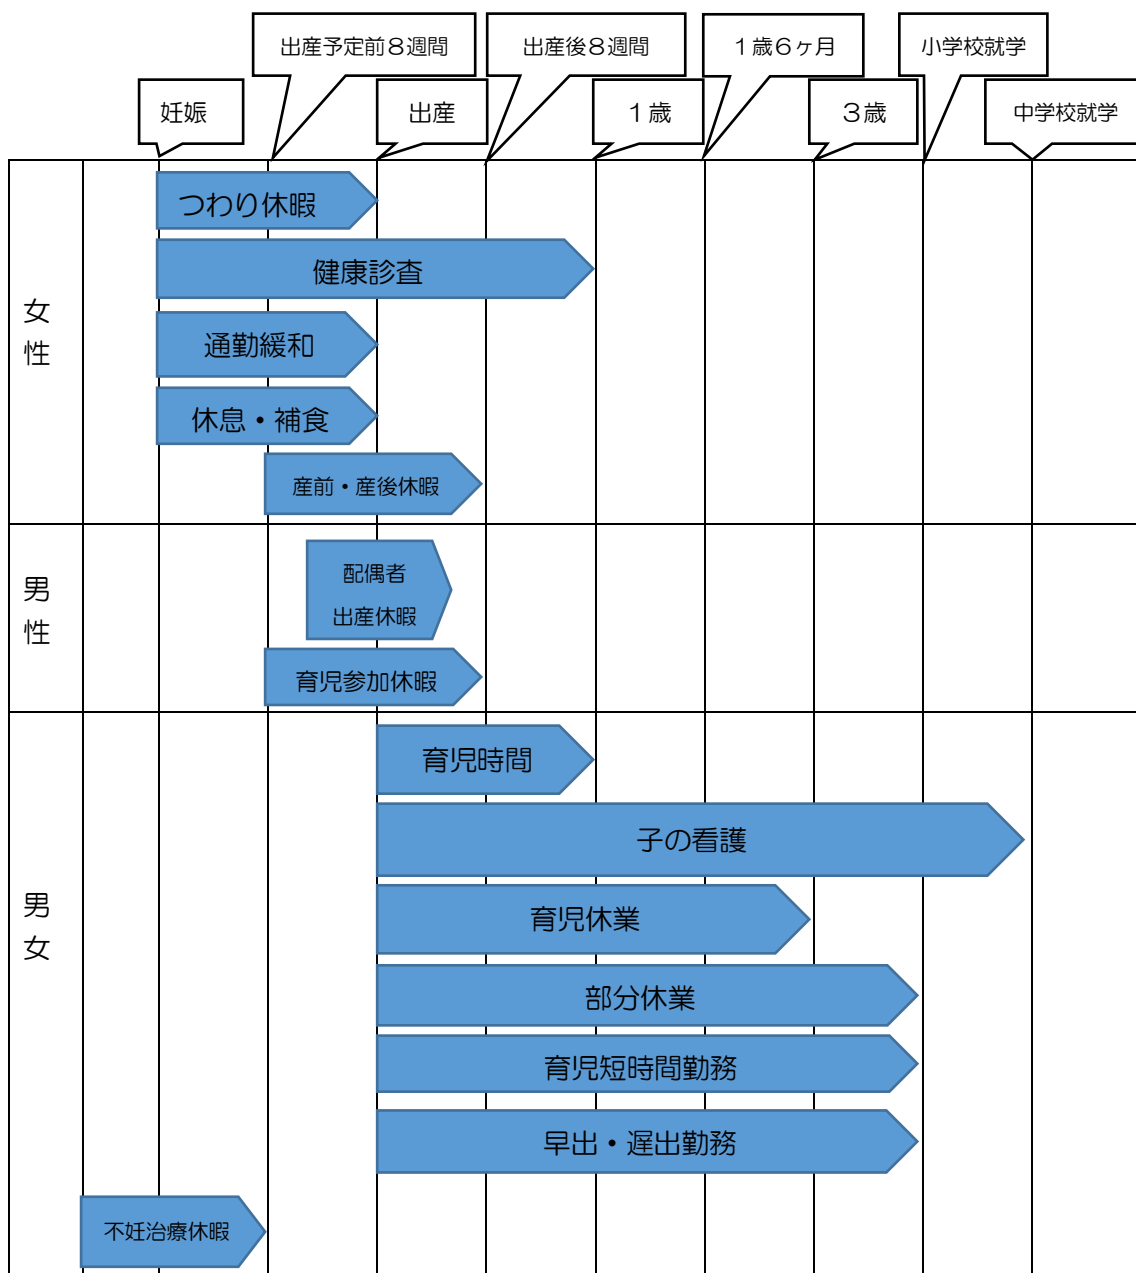 出産予定前８週間
出産後８週間
１歳６ヶ月
小学校就学
妊娠
出産
１歳
３歳
中学校就学
女性
つわり休暇
健康診査
通勤緩和
休息・補食
産前・産後休暇
男性
配偶者
出産休暇
育児参加休暇
男女
育児時間
子の看護
育児休業
部分休業
育児短時間勤務
早出・遅出勤務
不妊治療休暇